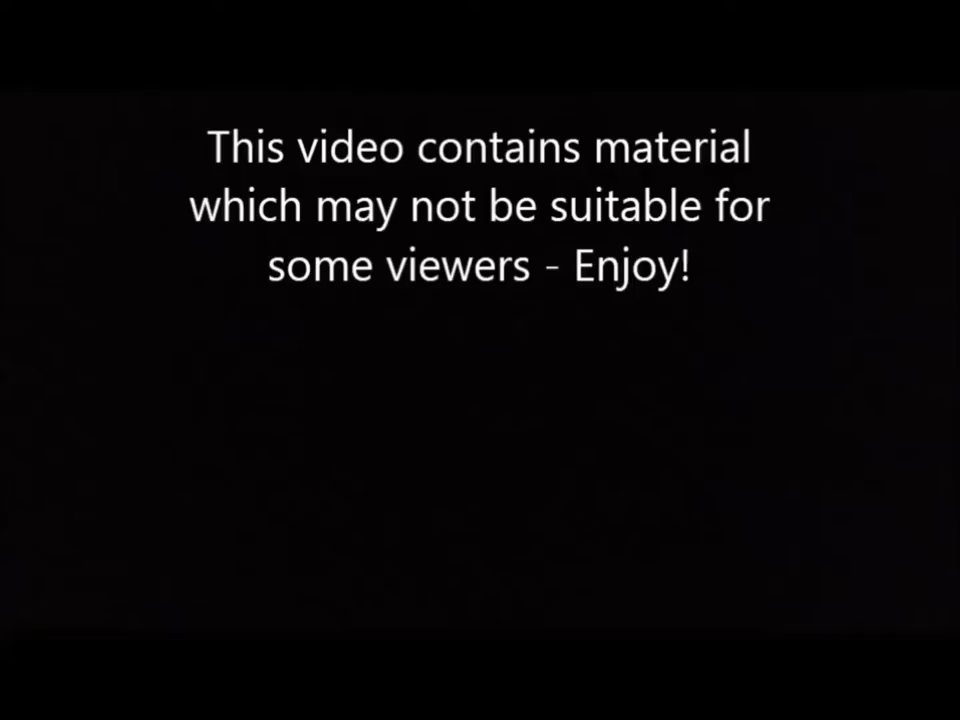 This video contains material
which may not be suitable for
some viewers - Enjoy!